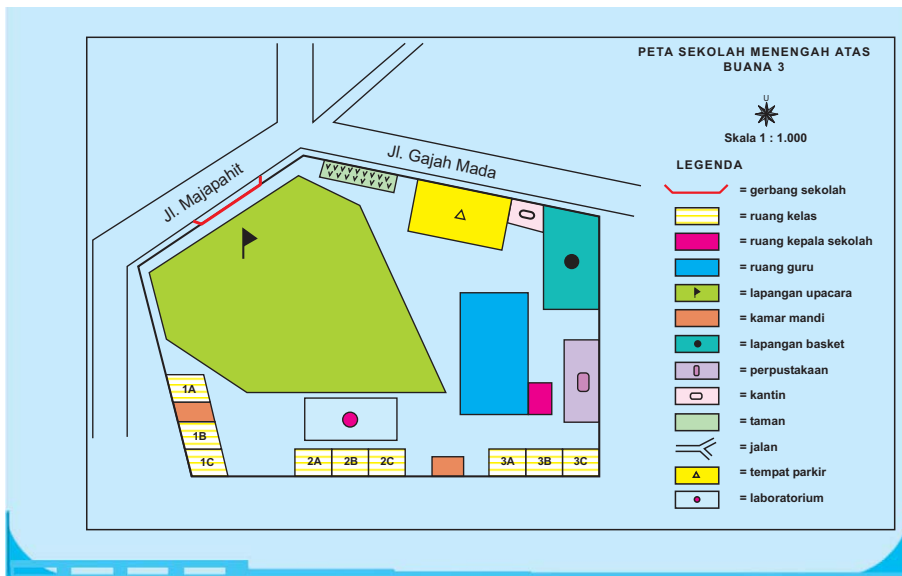 PETA SEKOLAH MENENGAH ATAS
BUANA 3
U
Skala 1 : 1.000
LEGENDA
= gerbang sekolah
= ruang kelas
= ruang kepala sekolah
= ruang guru
= lapangan upacara
= kamar mandi
= lapangan basket
= perpustakaan
= kantin
= taman
= jalan
= tempat parkir
= laboratorium
Jl. Majapahit
Jl. Gajah Mada
1A
1B
1C
2A 2B 2C
3A 3B 3C